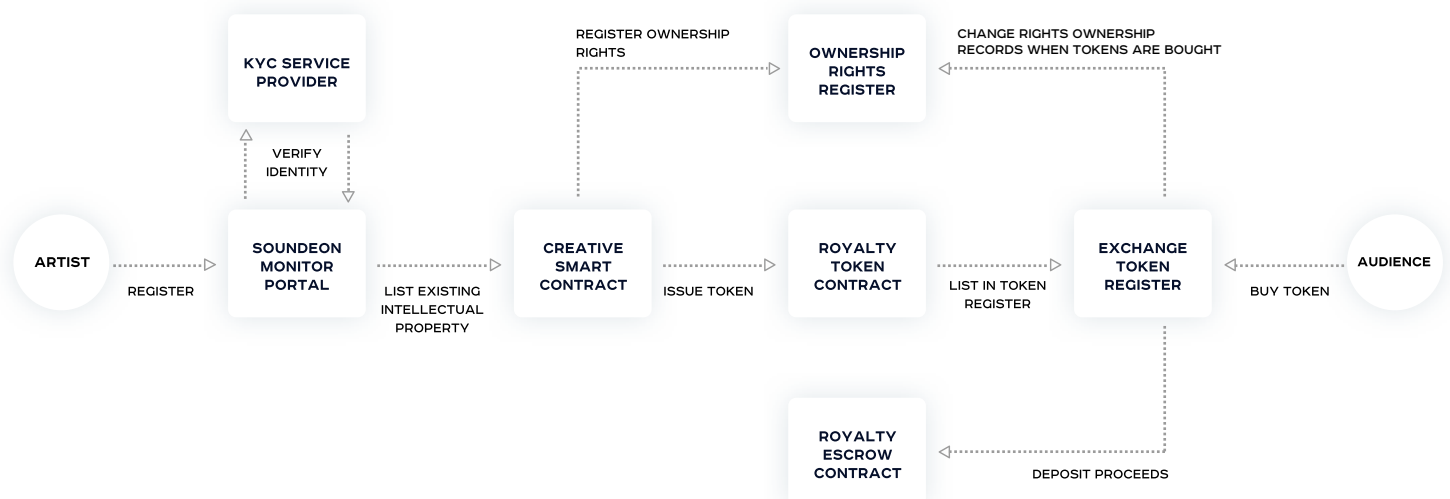 REGISTER OWNERSHIP
RIGHTS
CHANGE RIGHTS OWNERSHIP
RECORDS WHEN TOKENS ARE BOUGHT
KYC SERVICE
PROVIDER
OWNERSHIP
RIGHTS
REGISTER
VERIFY
IDENTITY
ARTIST
REGISTER
SOUNDEON
MONITOR
PORTAL
LIST EXISTING
INTELLECTUAL
PROPERTY
CREATIVE
SMART
CONTRACT
ISSUE TOKEN
ROYALTY
TOKEN
CONTRACT
LIST IN TOKEN
REGISTER
EXCHANGE
TOKEN
REGISTER
BUY TOKEN
AUDIENCE
ROYALTY
ESCROW
CONTRACT
DEPOSIT PROCEEDS